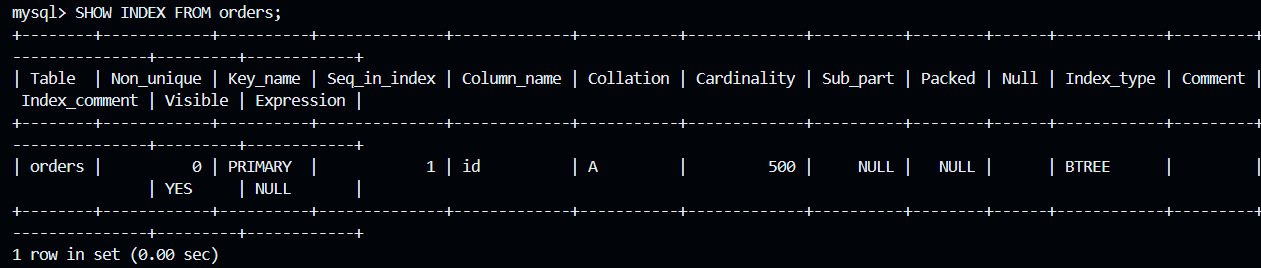 mysql> SHOW INDEX FROM orders;
+--------+------------+----------+--------------+-------------+-----------+-------------+----------+--------+------+------------+---------+
---------------+---------+------------+
| Table  | Non_unique | Key_name | Seq_in_index | Column_name | Collation | Cardinality | Sub_part | Packed | Null | Index_type | Comment |
 Index_comment | Visible | Expression |
+--------+------------+----------+--------------+-------------+-----------+-------------+----------+--------+------+------------+---------+
---------------+---------+------------+
| orders |          0 | PRIMARY  |            1 | id          | A         |         500 |     NULL |   NULL |      | BTREE      |         |
               | YES     | NULL       |
+--------+------------+----------+--------------+-------------+-----------+-------------+----------+--------+------+------------+---------+
---------------+---------+------------+
1 row in set (0.00 sec)